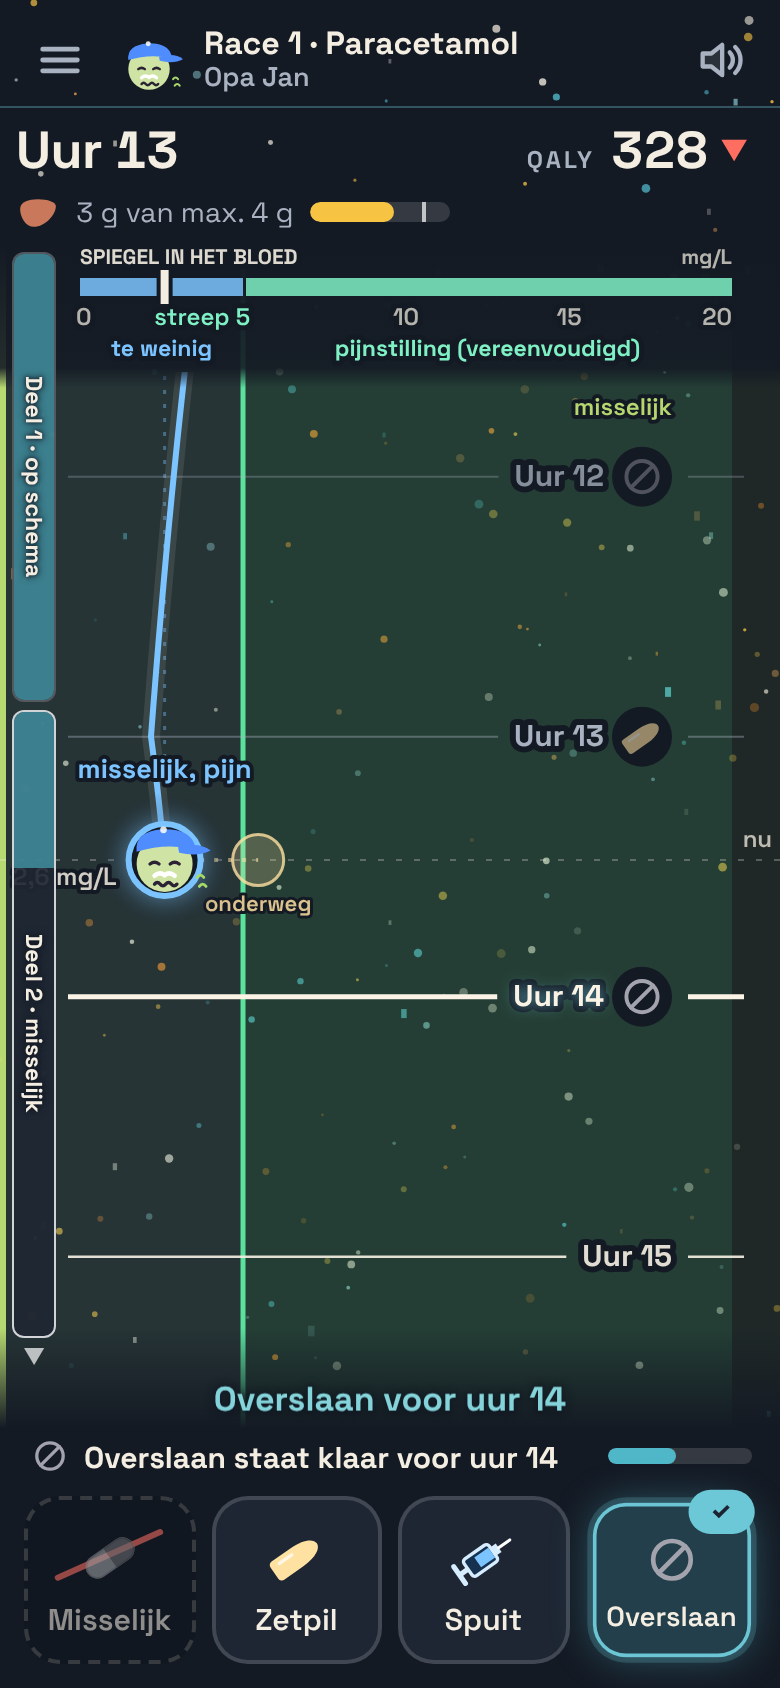 Race 1 · Paracetamol
Opa Jan
Uur 13
QALY 328
3 g van max. 4 g
SPIEGEL IN HET BLOED
mg/L
0
streep 5
10
15
20
te weinig
pijnstilling (vereenvoudigd)
Deel 1 · op schema
misselijk
Uur 12
Uur 13
misselijk, pijn
nu
2,6 mg/L
onderweg
Deel 2 · misselijk
Uur 14
Uur 15
Overslaan voor uur 14
Overslaan staat klaar voor uur 14
Misselijk
Zetpil
Spuit
Overslaan